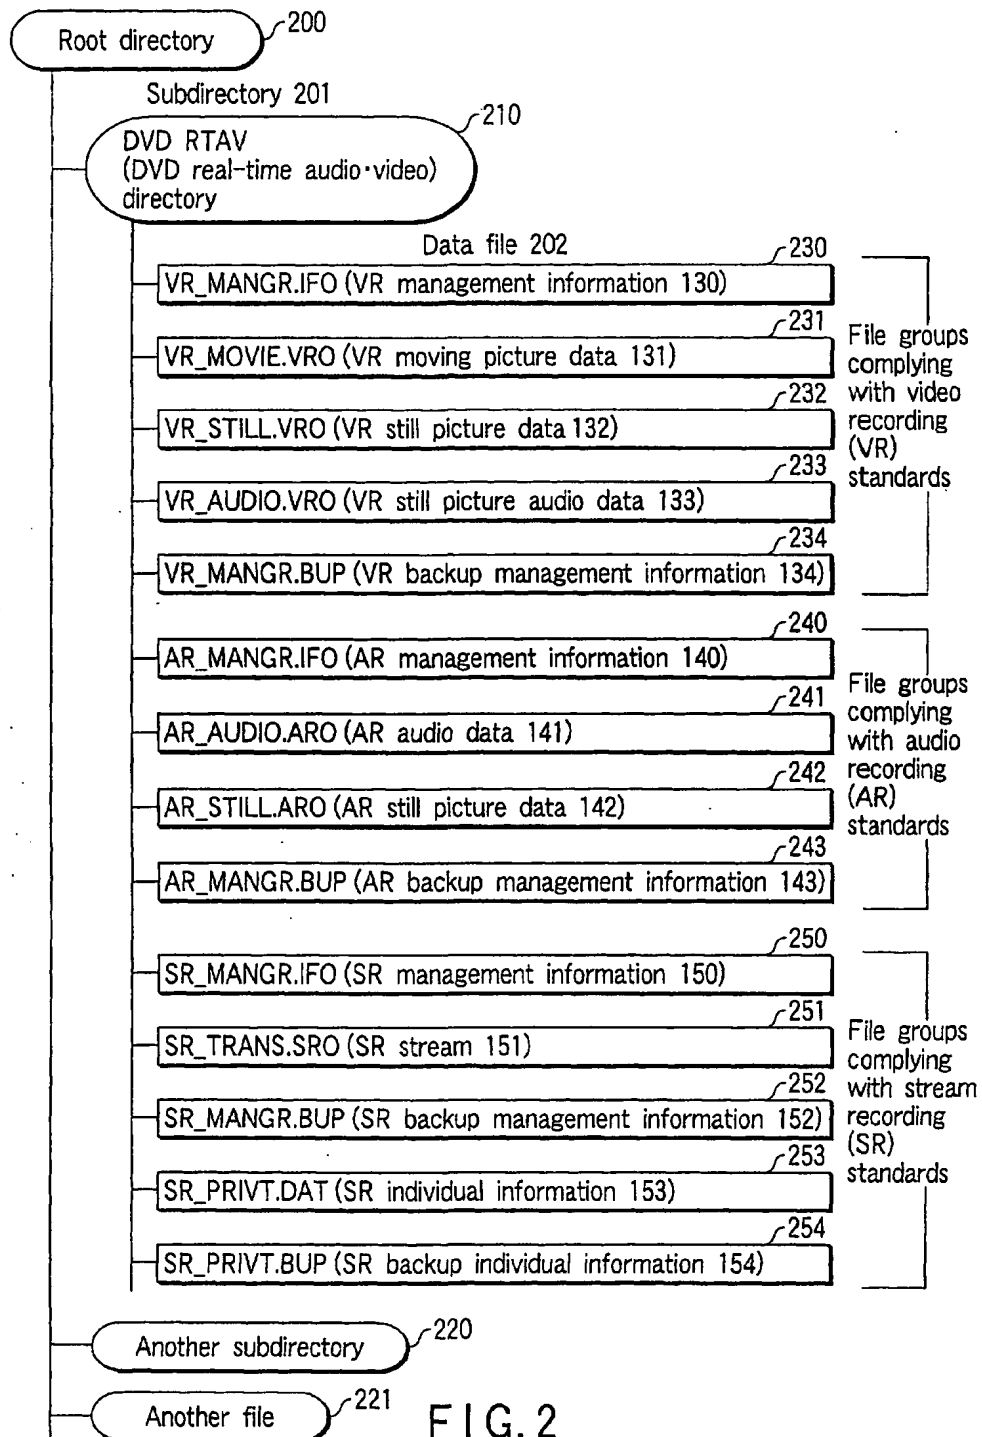 200
Root directory
Subdirectory 201
210
DVD RTAV
(DVD real-time audio·video)
directory
Data file 202
230
VR_MANGR.IFO (VR management information 130)
231
VR_MOVIE.VRO (VR moving picture data 131)
232
VR_STILL.VRO (VR still picture data 132)
233
VR_AUDIO.VRO (VR still picture audio data 133)
234
VR_MANGR.BUP (VR backup management information 134)
File groups
complying
with video
recording
(VR)
standards
240
AR_MANGR.IFO (AR management information 140)
241
AR_AUDIO.ARO (AR audio data 141)
242
AR_STILL.ARO (AR still picture data 142)
243
AR_MANGR.BUP (AR backup management information 143)
File groups
complying
with audio
recording
(AR)
standards
250
SR_MANGR.IFO (SR management information 150)
251
SR_TRANS.SRO (SR stream 151)
252
SR_MANGR.BUP (SR backup management information 152)
253
SR_PRIVT.DAT (SR individual information 153)
254
SR_PRIVT.BUP (SR backup individual information 154)
File groups
complying
with stream
recording
(SR)
standards
220
Another subdirectory
221
Another file
FIG. 2